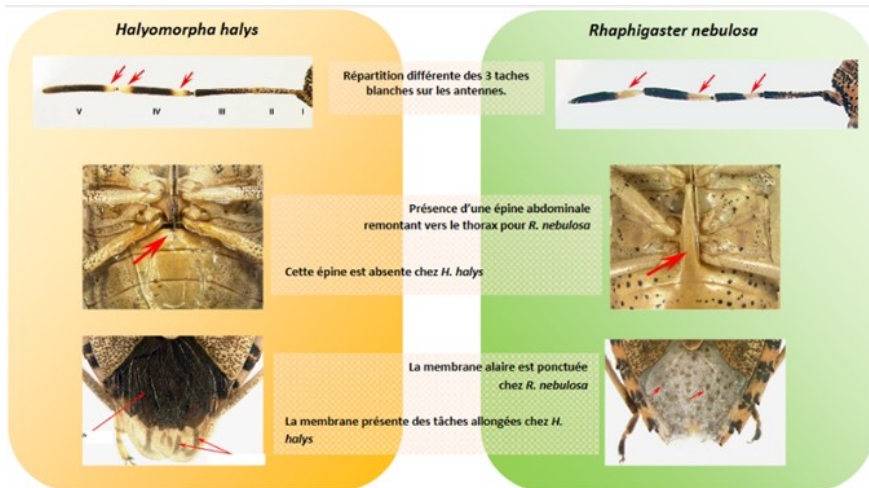 Halyomorpha halys
Rhaphigaster nebulosa
Répartition différente des 3 taches
blanches sur les antennes.
V
IV
III
II
I
Présence d'une épine abdominale
remontant vers le thorax pour R. nebulosa
Cette épine est absente chez H. halys
La membrane alaire est ponctuée
chez R. nebulosa
La membrane présente des tâches allongées chez H.
halys